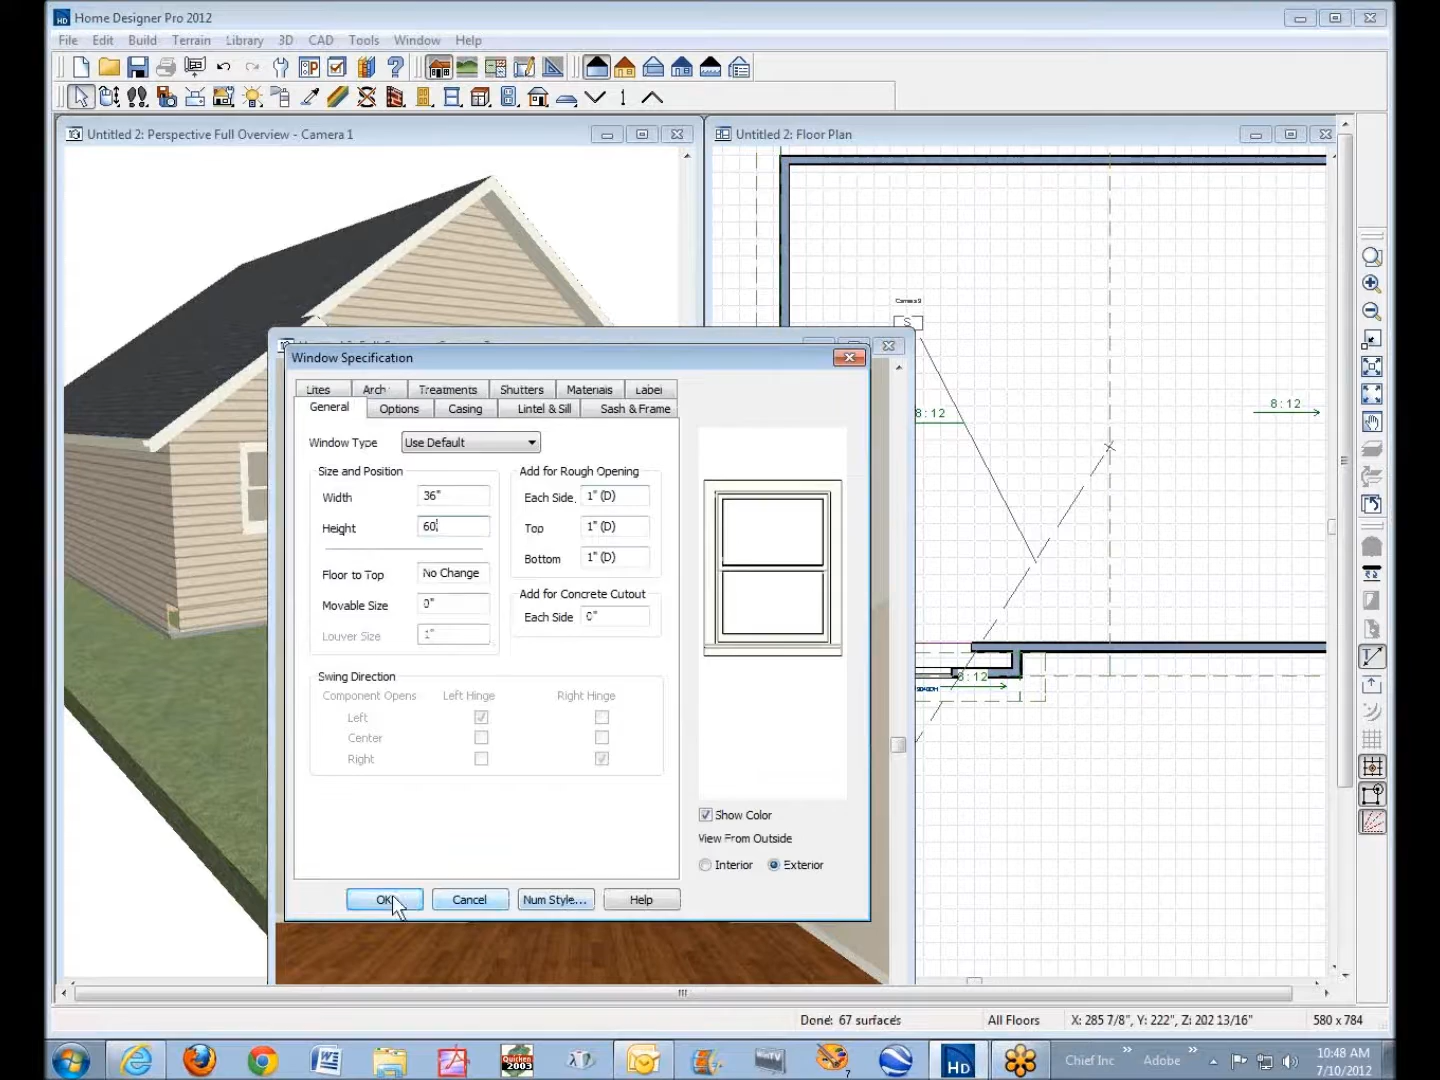 Home Designer Pro 2012
File Edit Build Terrain Library 3D CAD Tools Window Help
1
Untitled 2: Perspective Full Overview - Camera 1
Untitled 2: Floor Plan
Camera 3
S
8:12
8:12
8:12
Window Specification
Lites Arch Treatments Shutters Materials Label
General Options Casing Lintel & Sill Sash & Frame
Window Type Use Default
Size and Position
Width 36"
Height 60
Floor to Top No Change
Movable Size 0"
Louver Size 1"
Add for Rough Opening
Each Side 1" (D)
Top 1" (D)
Bottom 1" (D)
Add for Concrete Cutout
Each Side 0"
Swing Direction
Component Opens Left Hinge Right Hinge
Left
Center
Right
Show Color
View From Outside
Interior Exterior
OK Cancel Num Style... Help
Done: 67 surfaces All Floors X: 285 7/8", Y: 222", Z: 202 13/16" 580 x 784
Quicken 2003
HD
Chief Inc » Adobe »
10:48 AM
7/10/2012